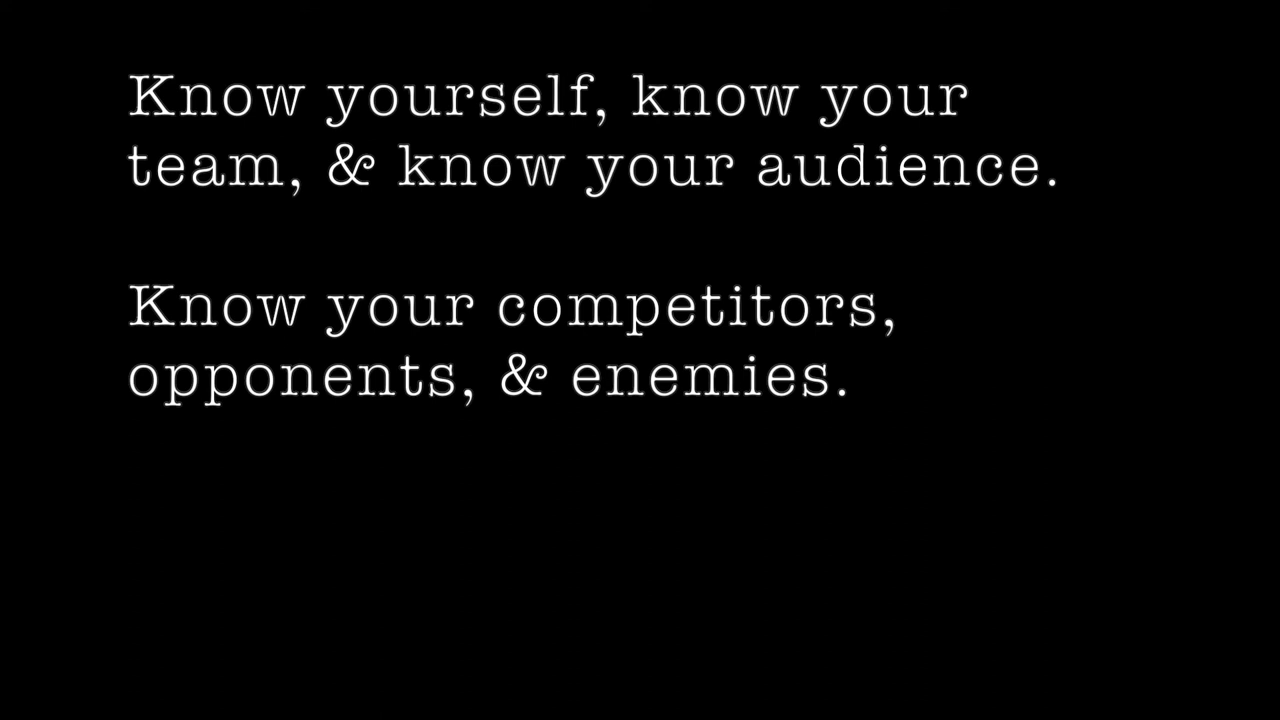 Know yourself, know your
team, & know your audience.
Know your competitors,
opponents, & enemies.